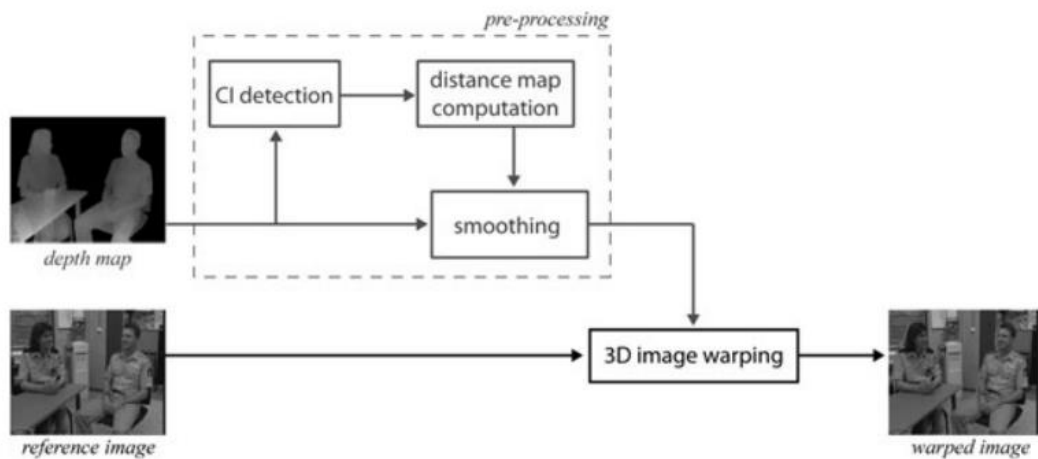 pre-processing
CI detection
distance map
computation
smoothing
depth map
3D image warping
reference image
warped image